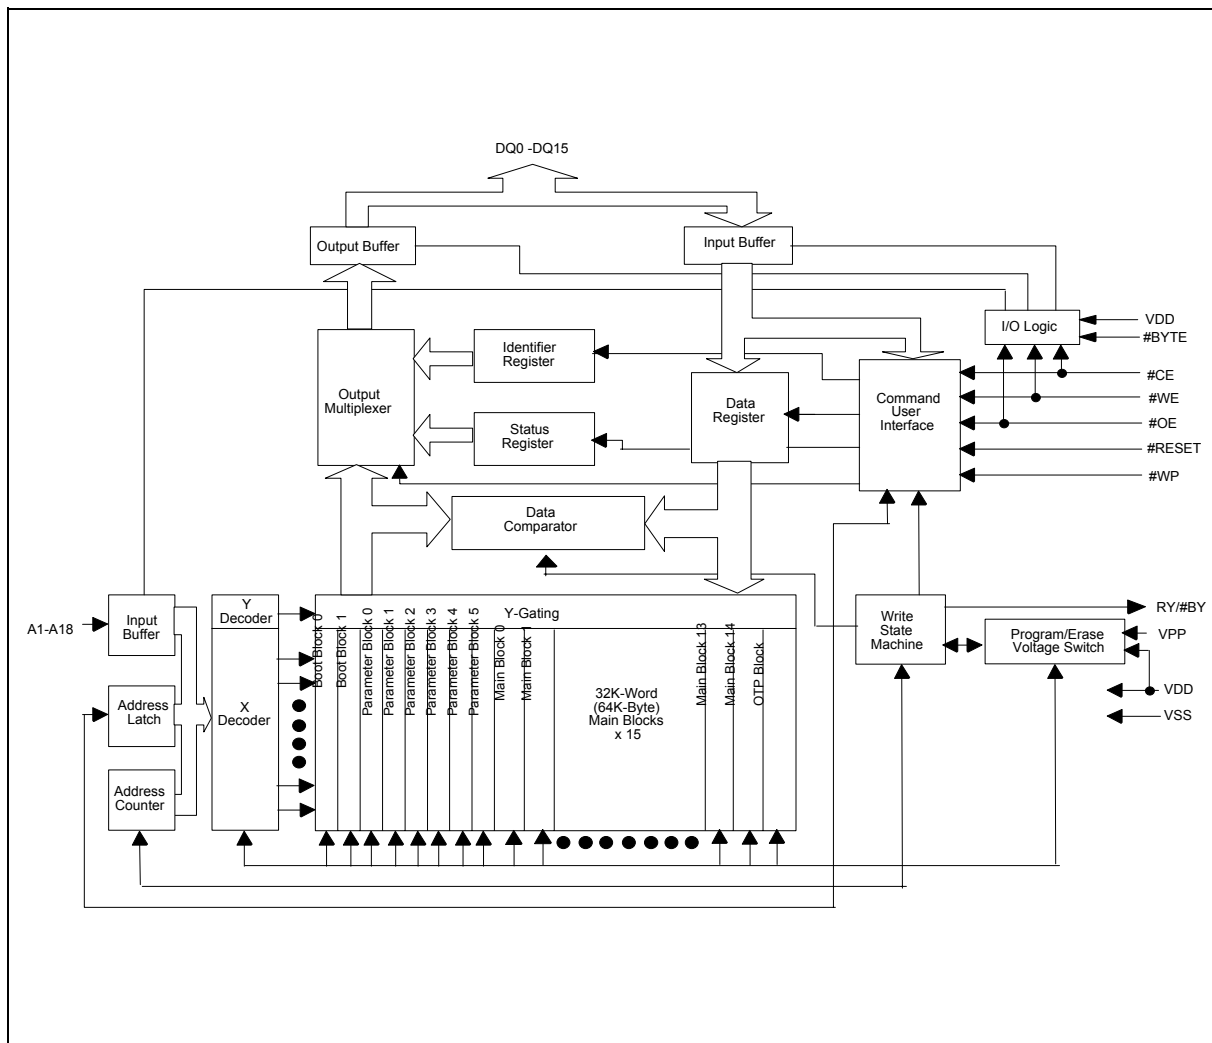 DQ0 -DQ15
Output Buffer
Input Buffer
I/O Logic
VDD
#BYTE
Identifier
Register
Output
Multiplexer
Data
Register
Command
User
Interface
#CE
#WE
#OE
#RESET
#WP
Status
Register
Data
Comparator
A1-A18
Input
Buffer
Y
Decoder
Y-Gating
Write
State
Machine
RY/#BY
Program/Erase
Voltage Switch
VPP
VDD
VSS
Address
Latch
X
Decoder
Address
Counter
Boot Block 0
Boot Block 1
Parameter Block 0
Parameter Block 1
Parameter Block 2
Parameter Block 3
Parameter Block 4
Parameter Block 5
Main Block 0
Main Block 1
32K-Word
(64K-Byte)
Main Blocks
x 15
Main Block 13
Main Block 14
OTP Block